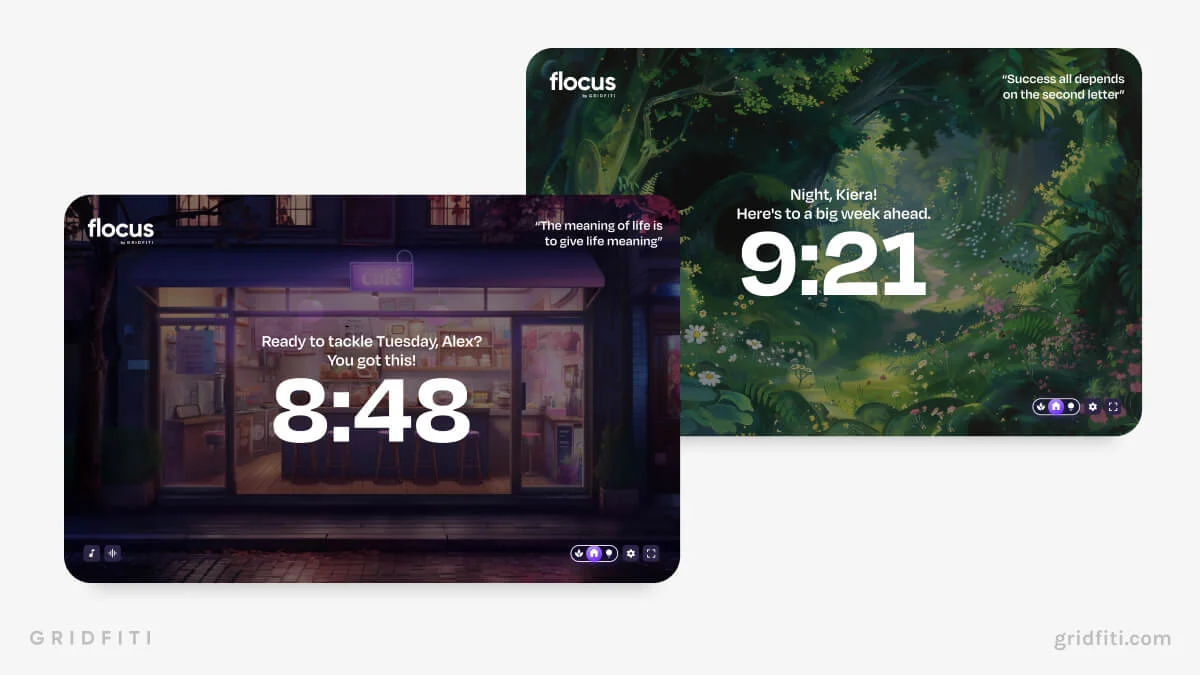 flocus
by GRIDFITI
“Success all depends
on the second letter”
Night, Kiera!
Here's to a big week ahead.
9:21
flocus
by GRIDFITI
“The meaning of life is
to give life meaning”
café
Ready to tackle Tuesday, Alex?
You got this!
8:48
GRIDFITI
gridfiti.com